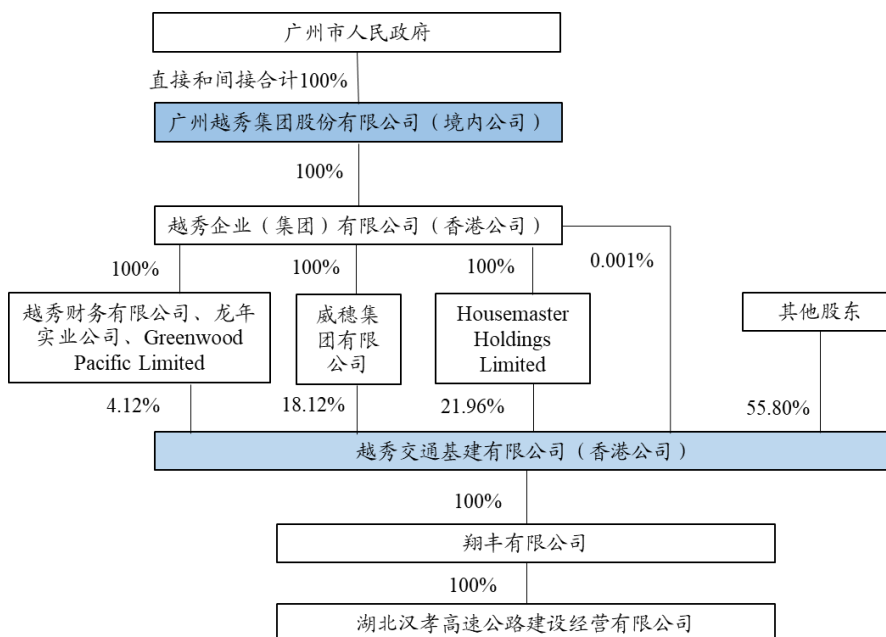 广州市人民政府
直接和间接合计100%
广州越秀集团股份有限公司（境内公司）
100%
越秀企业（集团）有限公司（香港公司）
100%
100%
100%
0.001%
越秀财务有限公司、龙年
实业公司、Greenwood
Pacific Limited
威穗集
团有限
公司
Housemaster
Holdings
Limited
其他股东
4.12%
18.12%
21.96%
55.80%
越秀交通基建有限公司（香港公司）
100%
翔丰有限公司
100%
湖北汉孝高速公路建设经营有限公司